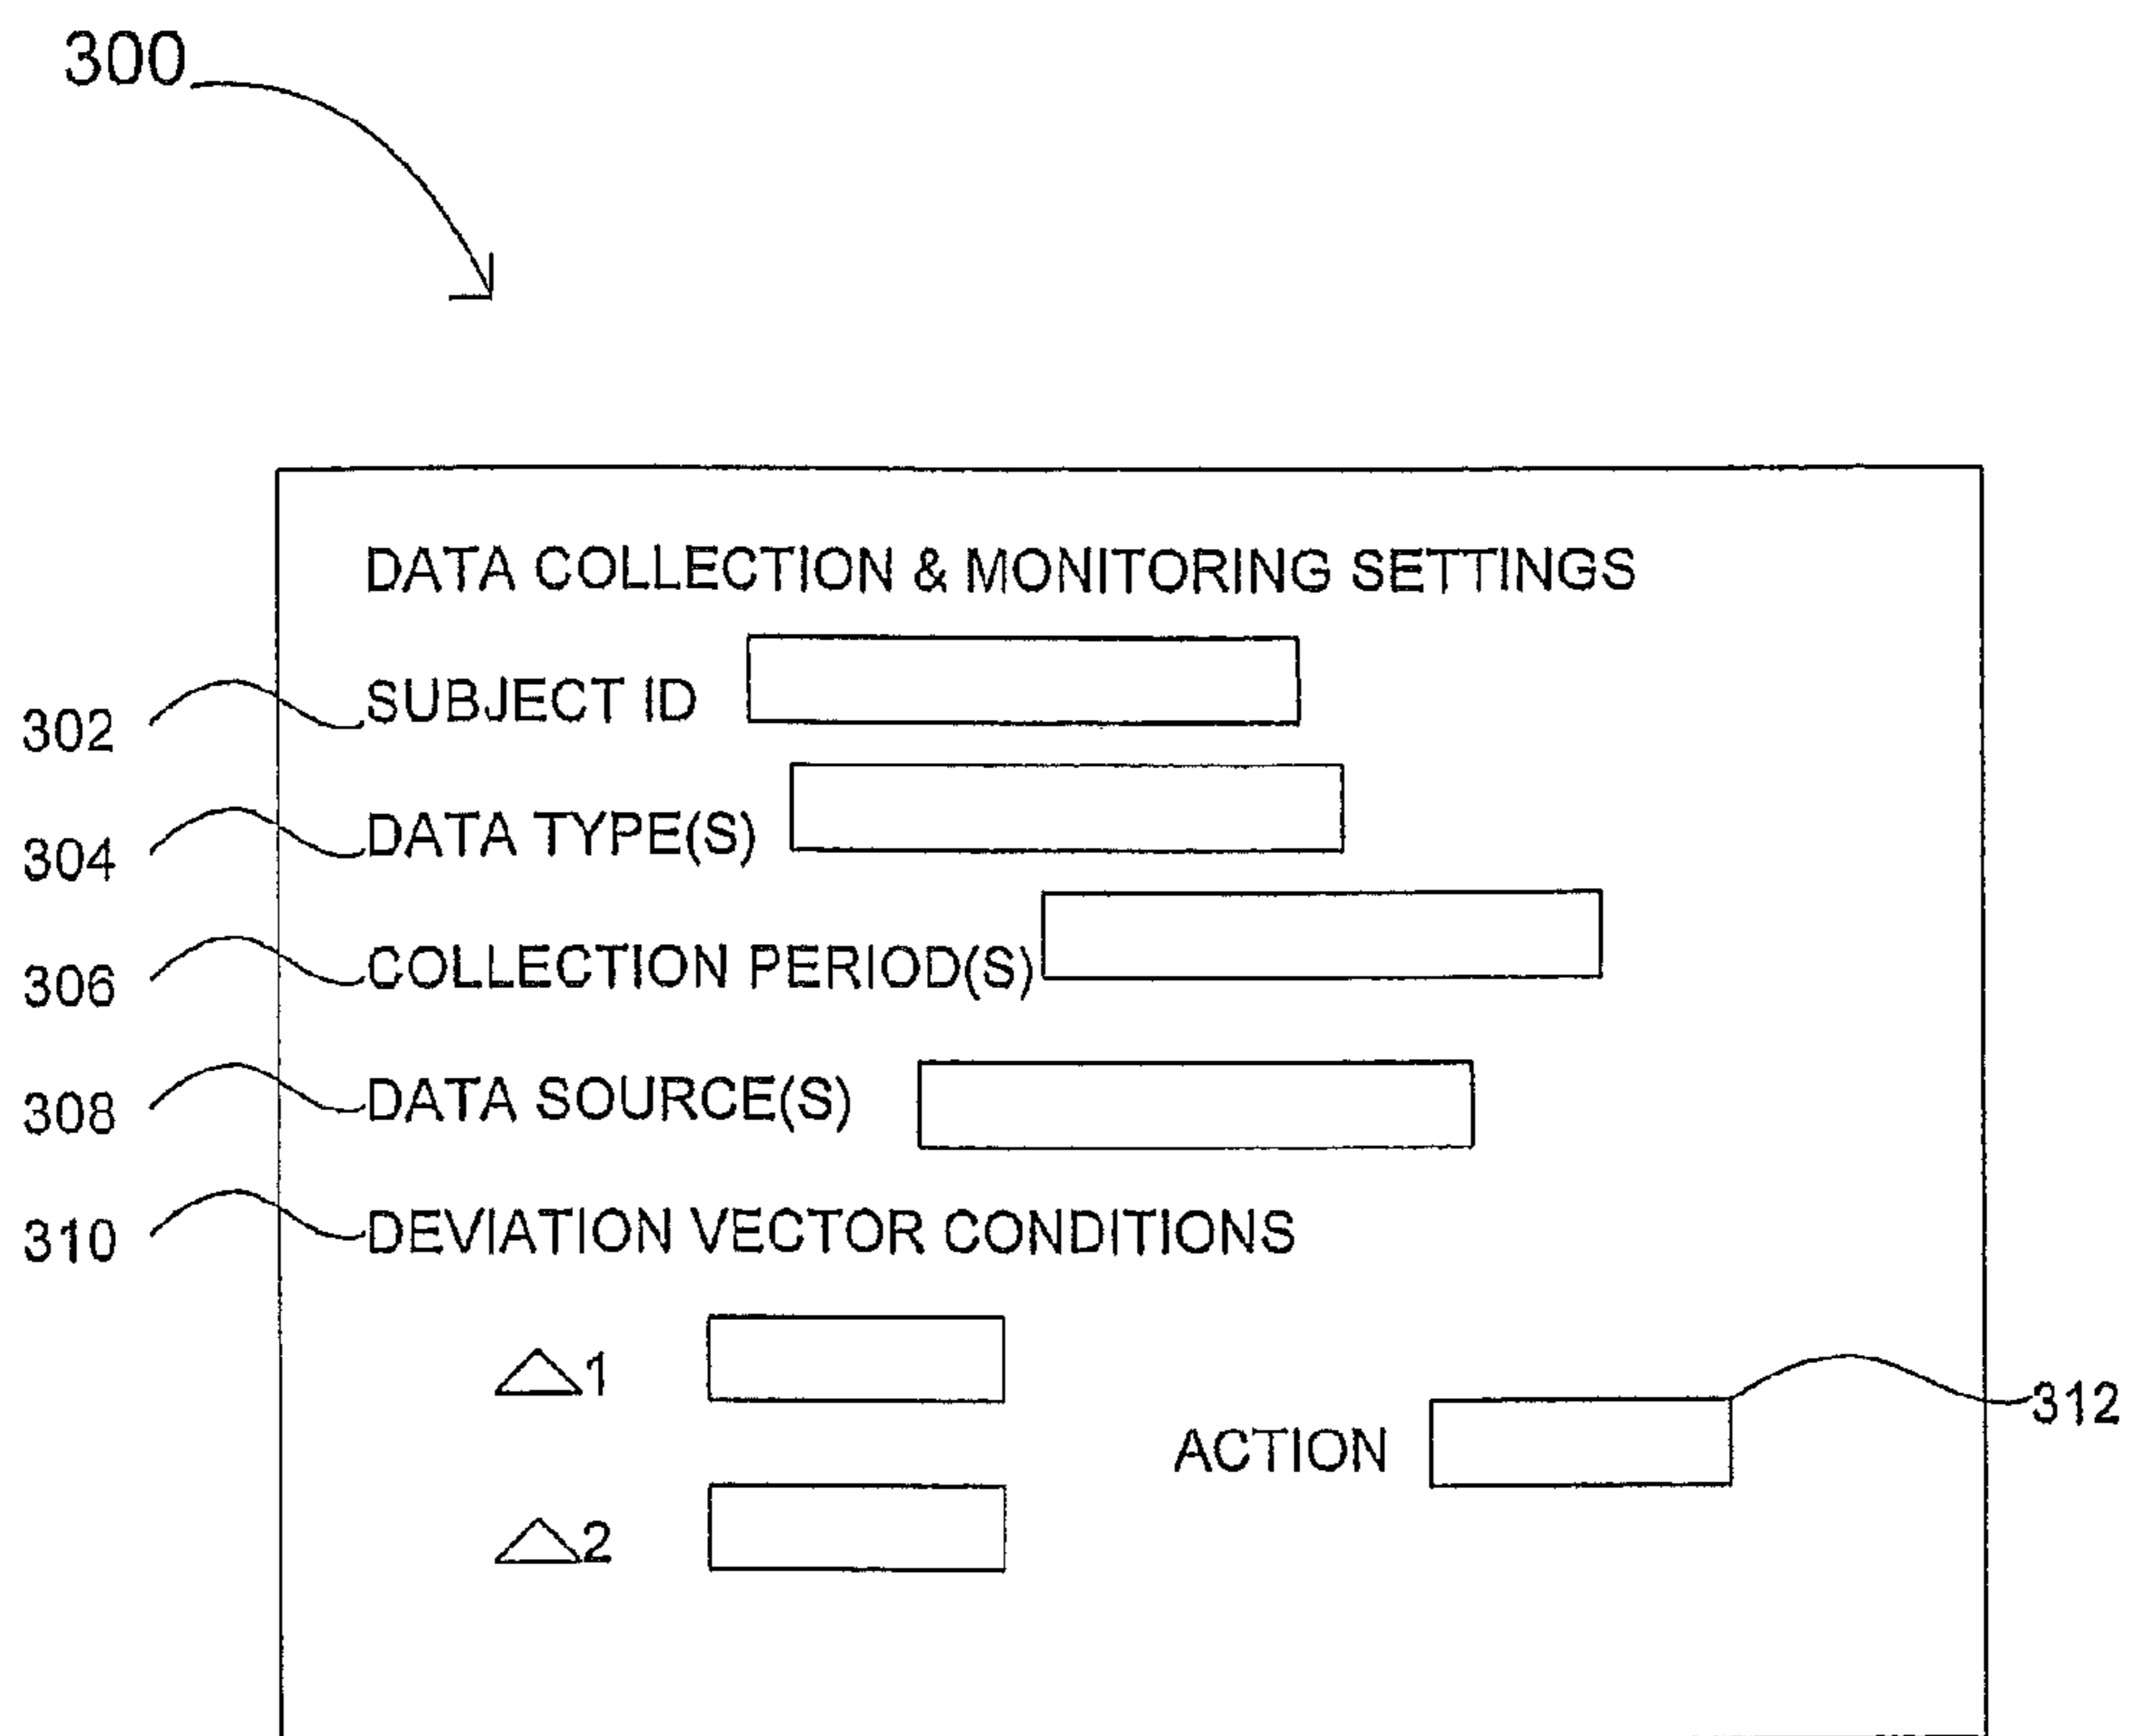 300
DATA COLLECTION & MONITORING SETTINGS
302 SUBJECT ID
304 DATA TYPE(S)
306 COLLECTION PERIOD(S)
308 DATA SOURCE(S)
310 DEVIATION VECTOR CONDITIONS
△1
ACTION 312
△2